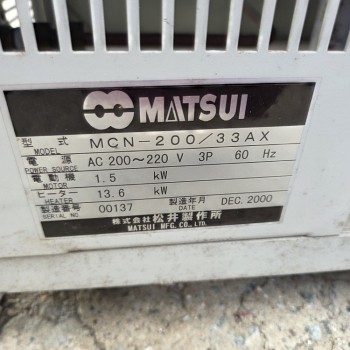 MATSUI
型式 MCN-200/33AX
MODEL
電源 AC 200～220 V 3P 60 Hz
POWER SOURCE
電動機 1.5 kW
MOTOR
ヒーター 13.6 kW
HEATER
製造番号 00137 製造年月 DEC. 2000
SERIAL NO. DATE
株式会社松井製作所
MATSUI MFG. CO., LTD.